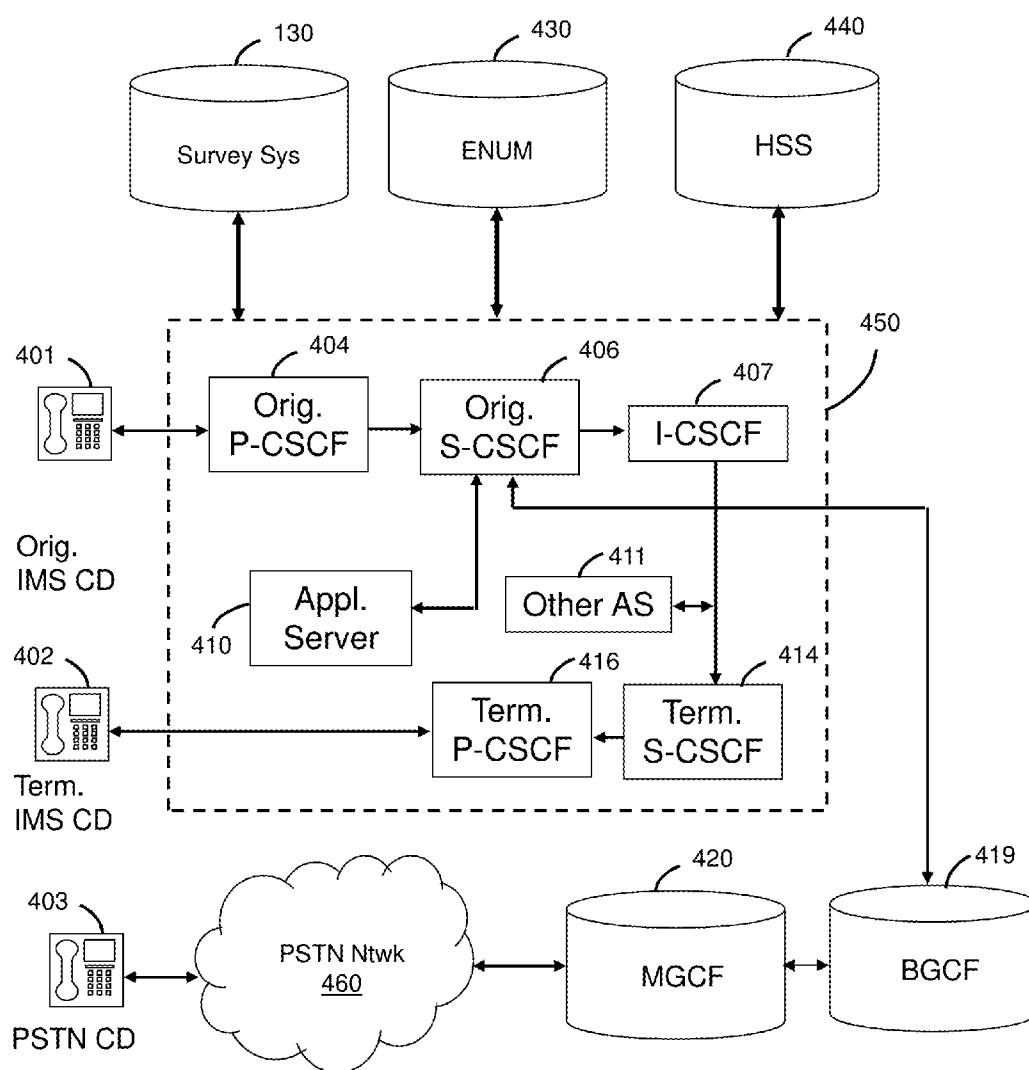 130
430
440
Survey Sys
ENUM
HSS
450
401
404
406
407
Orig.
P-CSCF
Orig.
S-CSCF
I-CSCF
Orig.
IMS CD
411
Appl.
Server
Other AS
410
402
416
414
Term.
P-CSCF
Term.
S-CSCF
Term.
IMS CD
420
419
403
PSTN Ntwk
460
MGCF
BGCF
PSTN CD